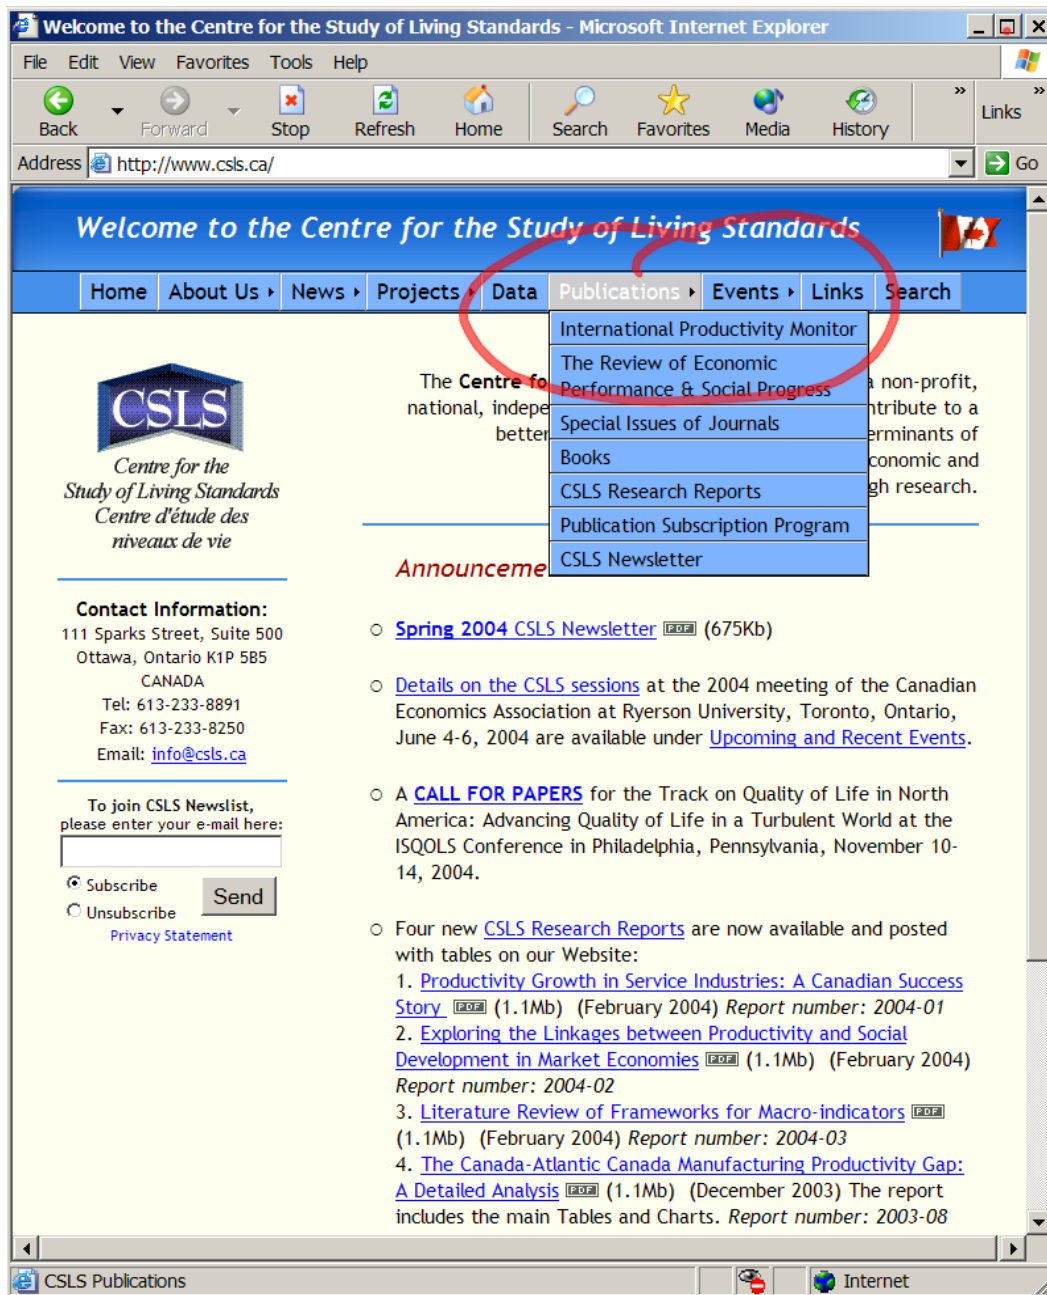 Welcome to the Centre for the Study of Living Standards - Microsoft Internet Explorer
File Edit View Favorites Tools Help
Back Forward Stop Refresh Home Search Favorites Media History » Links »
Address http://www.csls.ca/ Go
Welcome to the Centre for the Study of Living Standards
Home About Us News Projects Data Publications Events Links Search
International Productivity Monitor
The Review of Economic
Performance & Social Progress
Special Issues of Journals
Books
CSLS Research Reports
Publication Subscription Program
CSLS Newsletter
CSLS
Centre for the
Study of Living Standards
Centre d'étude des
niveaux de vie
Contact Information:
111 Sparks Street, Suite 500
Ottawa, Ontario K1P 5B5
CANADA
Tel: 613-233-8891
Fax: 613-233-8250
Email: info@csls.ca
To join CSLS Newslist,
please enter your e-mail here:
Subscribe
Unsubscribe
Send
Privacy Statement
The Centre fo a non-profit,
national, indepe ntribute to a
better erminants of
conomic and
gh research.
Announceme
Spring 2004 CSLS Newsletter PDF (675Kb)
Details on the CSLS sessions at the 2004 meeting of the Canadian
Economics Association at Ryerson University, Toronto, Ontario,
June 4-6, 2004 are available under Upcoming and Recent Events.
A CALL FOR PAPERS for the Track on Quality of Life in North
America: Advancing Quality of Life in a Turbulent World at the
ISQOLS Conference in Philadelphia, Pennsylvania, November 10-
14, 2004.
Four new CSLS Research Reports are now available and posted
with tables on our Website:
1. Productivity Growth in Service Industries: A Canadian Success
Story PDF (1.1Mb) (February 2004) Report number: 2004-01
2. Exploring the Linkages between Productivity and Social
Development in Market Economies PDF (1.1Mb) (February 2004)
Report number: 2004-02
3. Literature Review of Frameworks for Macro-indicators PDF
(1.1Mb) (February 2004) Report number: 2004-03
4. The Canada-Atlantic Canada Manufacturing Productivity Gap:
A Detailed Analysis PDF (1.1Mb) (December 2003) The report
includes the main Tables and Charts. Report number: 2003-08
CSLS Publications
Internet